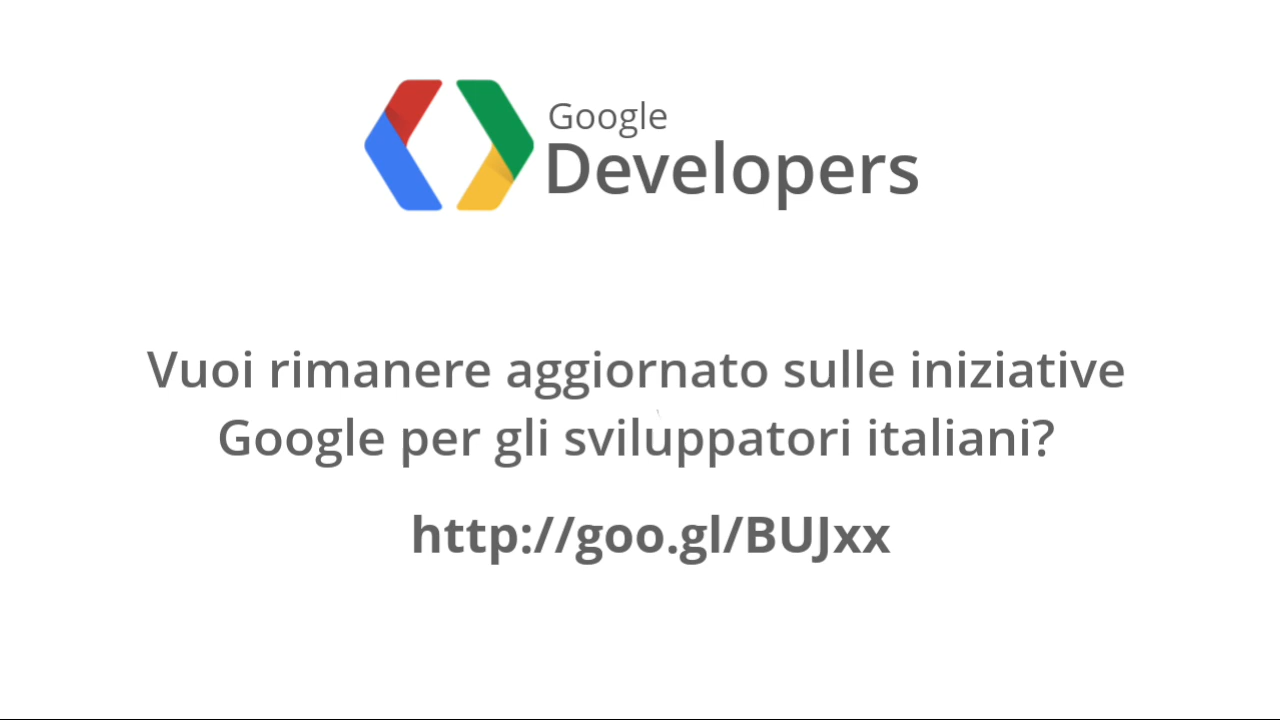 Google
Developers
Vuoi rimanere aggiornato sulle iniziative
Google per gli sviluppatori italiani?
http://goo.gl/BUJxx